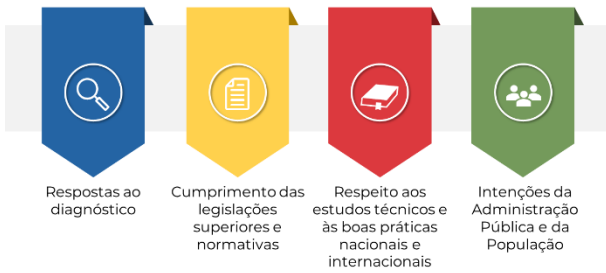 Respostas ao
diagnóstico
Cumprimento das
legislações
superiores e
normativas
Respeito aos
estudos técnicos e
às boas práticas
nacionais e
internacionais
Intenções da
Administração
Pública e da
População